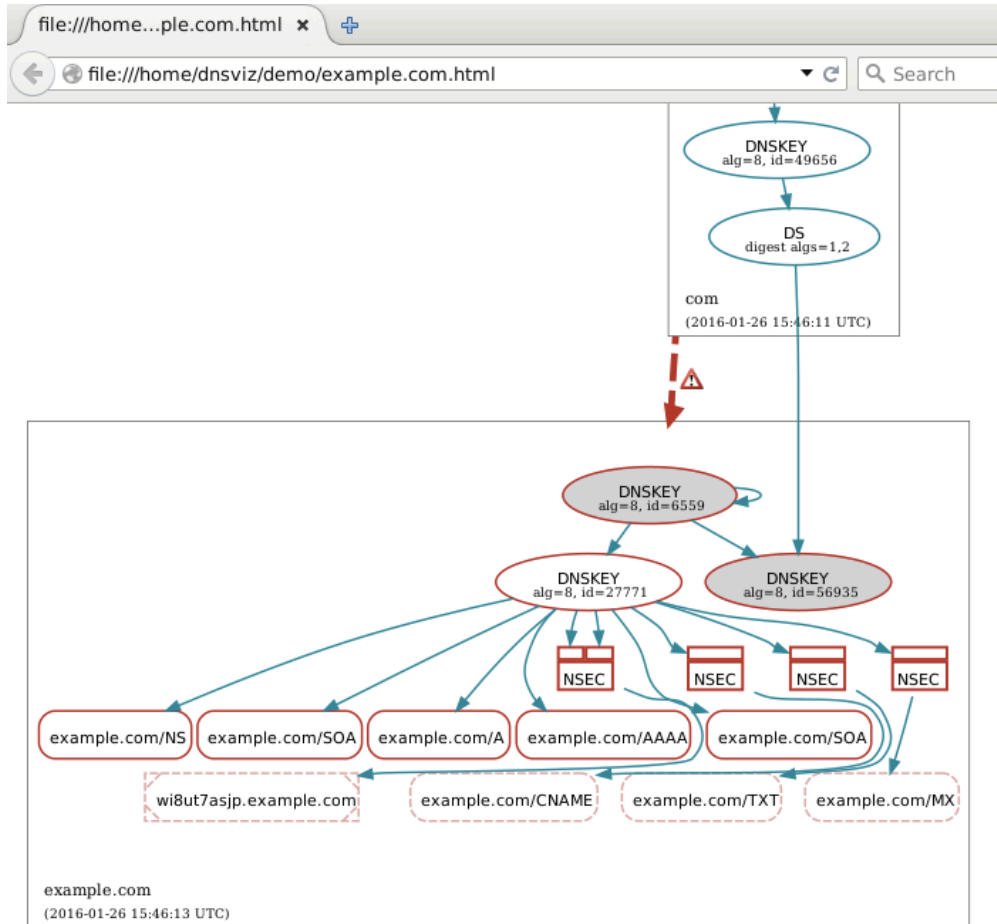 file:///home...ple.com.html
file:///home/dnsviz/demo/example.com.html
Search
DNSKEY
alg=8, id=49656
DS
digest algs=1,2
com
(2016-01-26 15:46:11 UTC)
DNSKEY
alg=8, id=6559
DNSKEY
alg=8, id=27771
DNSKEY
alg=8, id=56935
NSEC
NSEC
NSEC
NSEC
example.com/NS
example.com/SOA
example.com/A
example.com/AAAA
example.com/SOA
wi8ut7asjp.example.com
example.com/CNAME
example.com/TXT
example.com/MX
example.com
(2016-01-26 15:46:13 UTC)